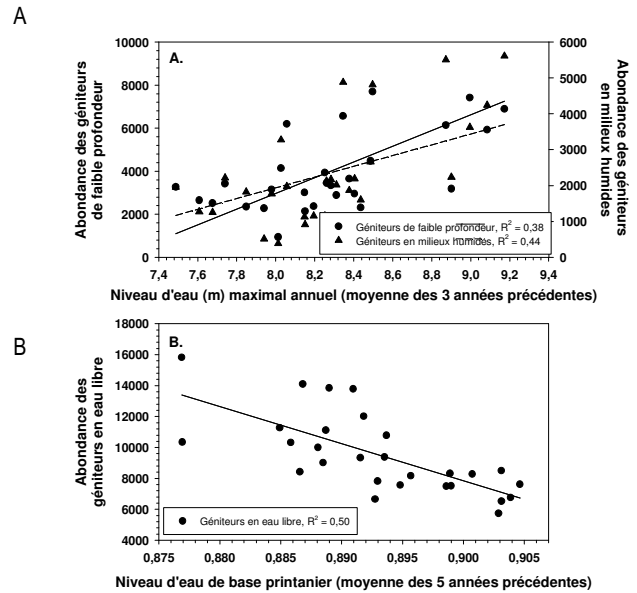 A
A.
Abondance des géniteurs
de faible profondeur
10000
8000
6000
4000
2000
0
6000
5000
4000
3000
2000
1000
0
Abondance des géniteurs
en milieux humides
Géniteurs de faible profondeur, R² = 0,38
Géniteurs en milieux humides, R² = 0,44
7,4 7,6 7,8 8,0 8,2 8,4 8,6 8,8 9,0 9,2 9,4
Niveau d'eau (m) maximal annuel (moyenne des 3 années précédentes)
B
B.
Abondance des
géniteurs en eau libre
18000
16000
14000
12000
10000
8000
6000
4000
Géniteurs en eau libre, R² = 0,50
0,875 0,880 0,885 0,890 0,895 0,900 0,905
Niveau d'eau de base printanier (moyenne des 5 années précédentes)